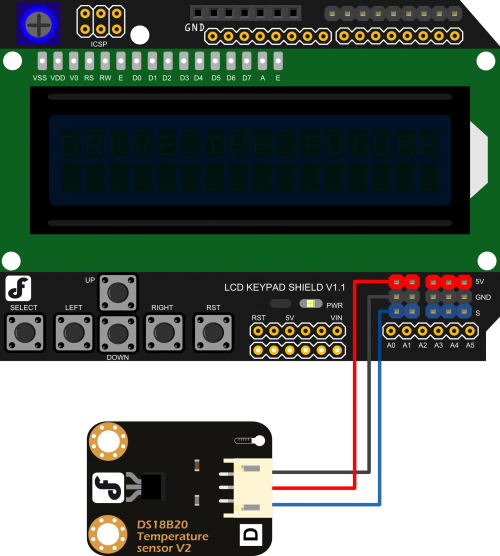 GND
ICSP
VSS VDD V0 RS RW E D0 D1 D2 D3 D4 D5 D6 D7 A E
DRIVE THE FUTURE
UP
LCD KEYPAD SHIELD V1.1
5V
GND
S
PWR
SELECT LEFT RIGHT RST
DOWN
RST 5V VIN
A0 A1 A2 A3 A4 A5
DS18B20
Temperature
sensor V2
D